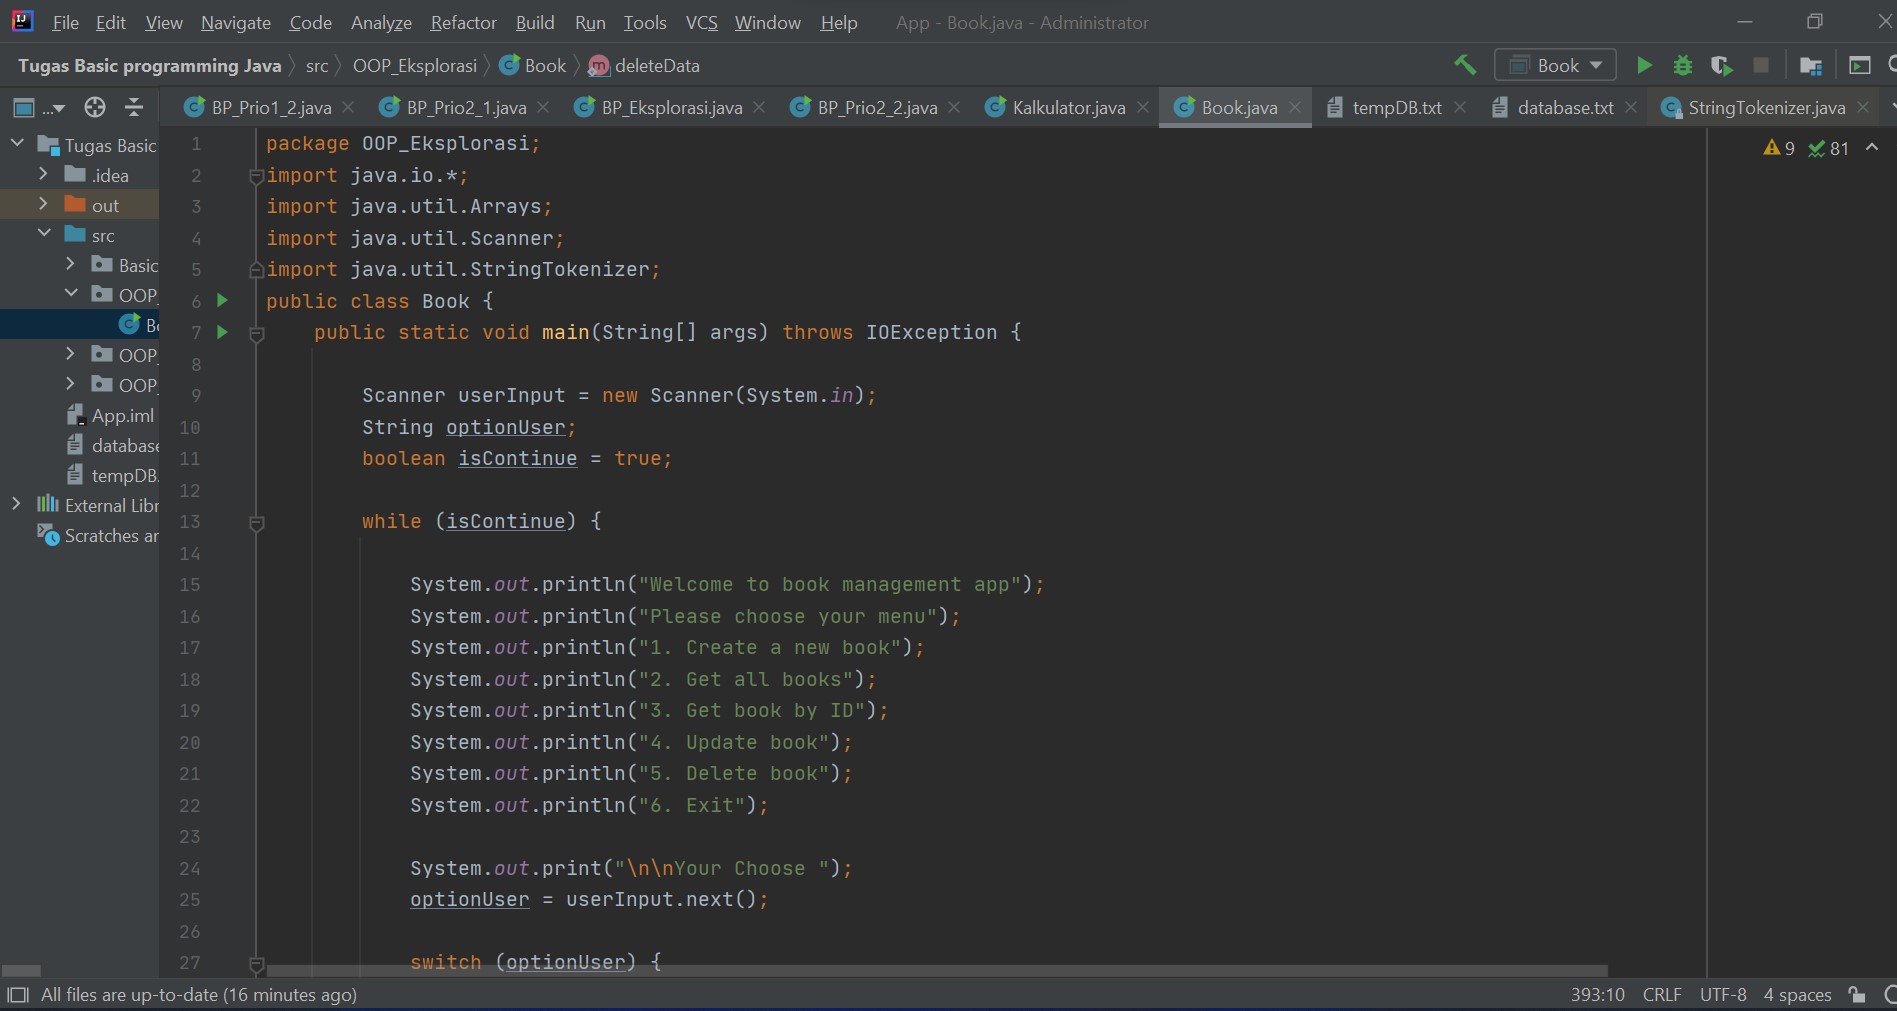 File Edit View Navigate Code Analyze Refactor Build Run Tools VCS Window Help App - Book.java - Administrator
Tugas Basic programming Java src OOP_Eksplorasi Book deleteData Book
... BP_Prio1_2.java BP_Prio2_1.java BP_Eksplorasi.java BP_Prio2_2.java Kalkulator.java Book.java tempDB.txt database.txt StringTokenizer.java
Tugas Basic
.idea
out
src
Basic
OOP_
Bo
OOP_
OOP_
App.iml
database
tempDB.
External Libr
Scratches ar
9 81
1 package OOP_Eksplorasi;
2 import java.io.*;
3 import java.util.Arrays;
4 import java.util.Scanner;
5 import java.util.StringTokenizer;
6 public class Book {
7 public static void main(String[] args) throws IOException {
8
9 Scanner userInput = new Scanner(System.in);
10 String optionUser;
11 boolean isContinue = true;
12
13 while (isContinue) {
14
15 System.out.println("Welcome to book management app");
16 System.out.println("Please choose your menu");
17 System.out.println("1. Create a new book");
18 System.out.println("2. Get all books");
19 System.out.println("3. Get book by ID");
20 System.out.println("4. Update book");
21 System.out.println("5. Delete book");
22 System.out.println("6. Exit");
23
24 System.out.print("\n\nYour Choose ");
25 optionUser = userInput.next();
26
27 switch (optionUser) {
All files are up-to-date (16 minutes ago) 393:10 CRLF UTF-8 4 spaces